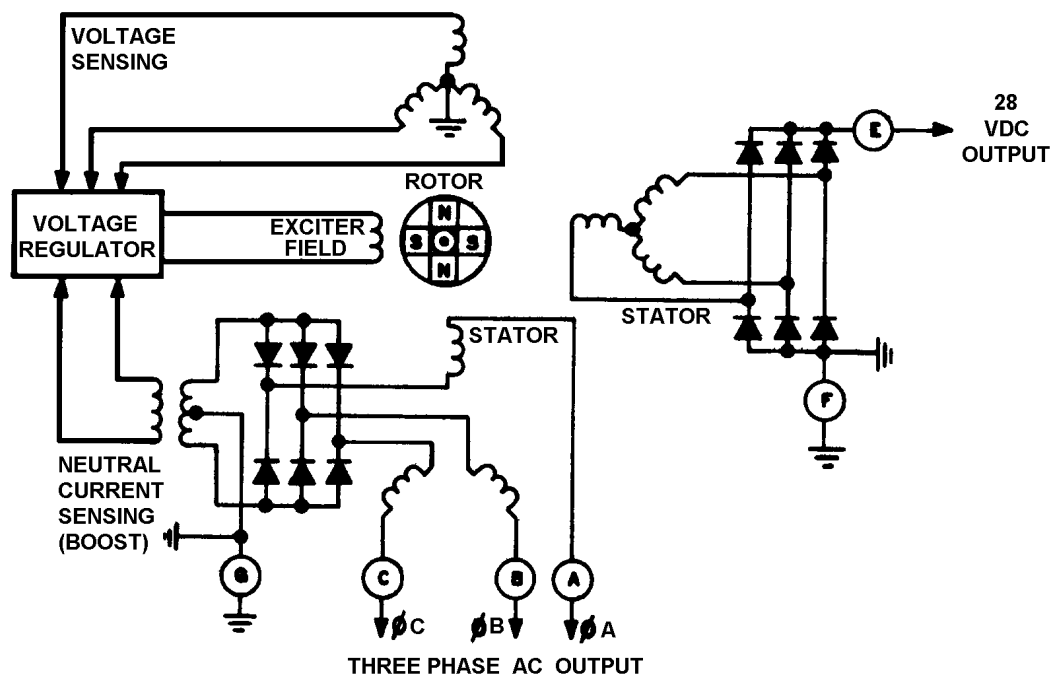 VOLTAGE
SENSING
28
VDC
OUTPUT
E
ROTOR
N
S S
N
VOLTAGE
REGULATOR
EXCITER
FIELD
STATOR
STATOR
F
NEUTRAL
CURRENT
SENSING
(BOOST)
G
C
B
A
ØC
ØB
ØA
THREE PHASE AC OUTPUT